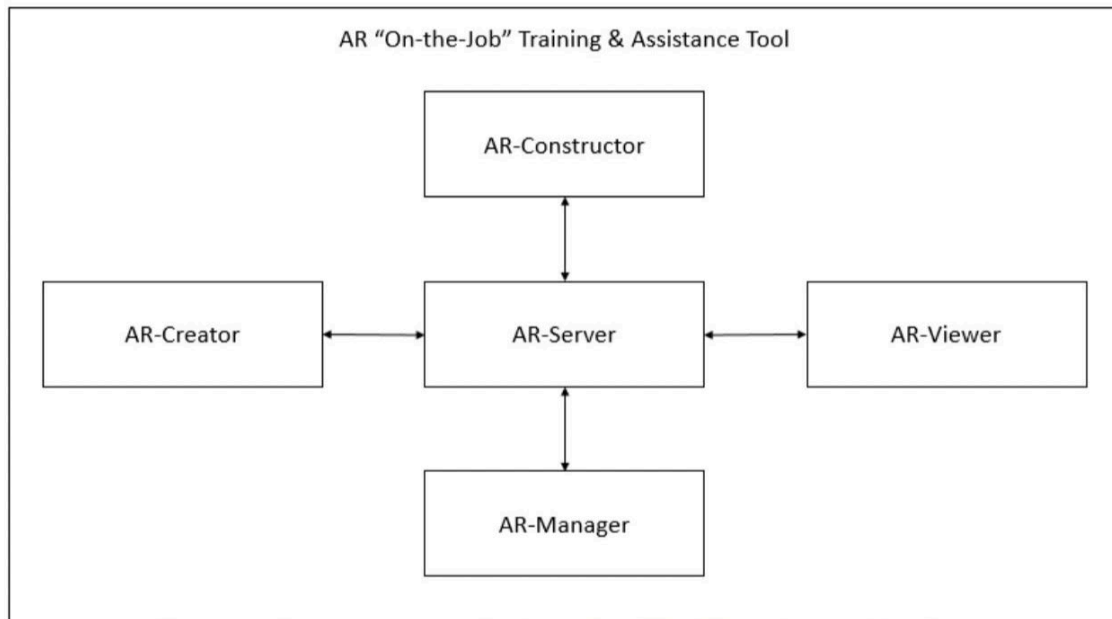 AR “On-the-Job” Training & Assistance Tool
AR-Constructor
AR-Creator
AR-Server
AR-Viewer
AR-Manager